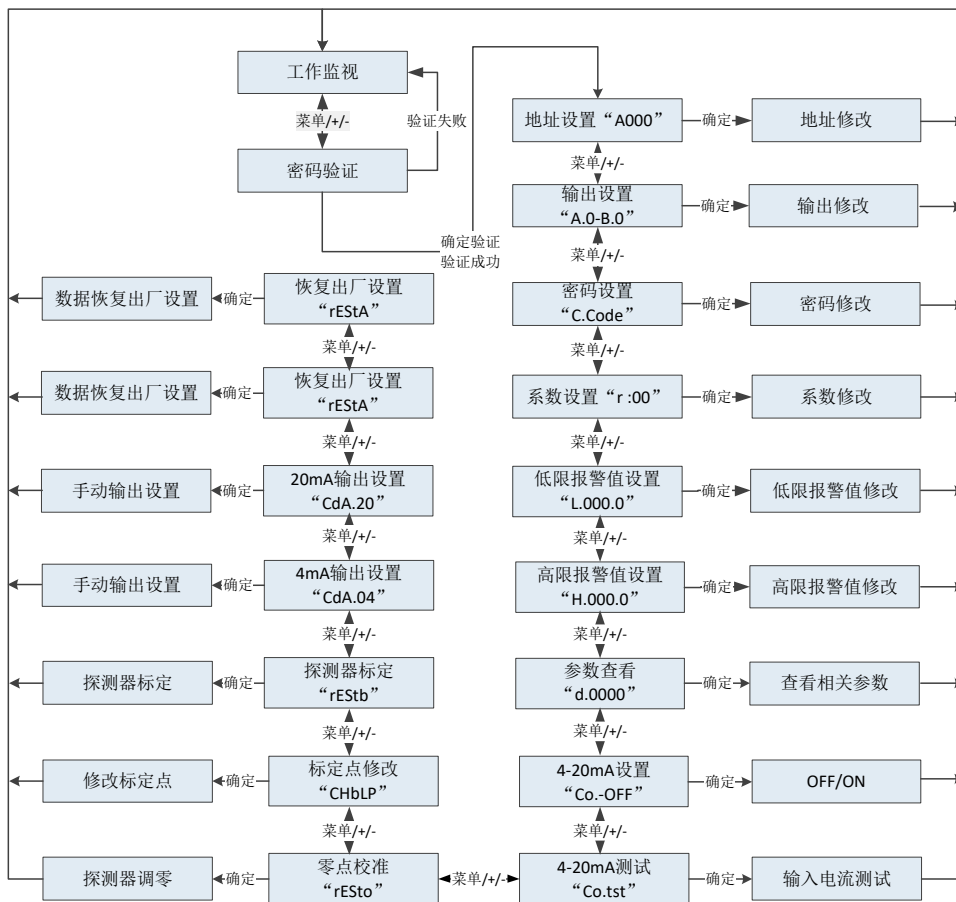 工作监视
菜单/+/-
验证失败
密码验证
确定验证
验证成功
地址设置“A000”
确定
地址修改
菜单/+/-
输出设置
“A.0-B.0”
确定
输出修改
菜单/+/-
密码设置
“C.Code”
确定
密码修改
菜单/+/-
系数设置“r :00”
确定
系数修改
菜单/+/-
低限报警值设置
“L.000.0”
确定
低限报警值修改
菜单/+/-
高限报警值设置
“H.000.0”
确定
高限报警值修改
菜单/+/-
参数查看
“d.0000”
确定
查看相关参数
菜单/+/-
4-20mA设置
“Co.-OFF”
确定
OFF/ON
菜单/+/-
4-20mA测试
“Co.tst”
确定
输入电流测试
菜单/+/-
数据恢复出厂设置
确定
恢复出厂设置
“rEStA”
菜单/+/-
数据恢复出厂设置
确定
恢复出厂设置
“rEStA”
菜单/+/-
手动输出设置
确定
20mA输出设置
“CdA.20”
菜单/+/-
手动输出设置
确定
4mA输出设置
“CdA.04”
菜单/+/-
探测器标定
确定
探测器标定
“rEStb”
菜单/+/-
修改标定点
确定
标定点修改
“CHbLP”
菜单/+/-
探测器调零
确定
零点校准
“rESto”